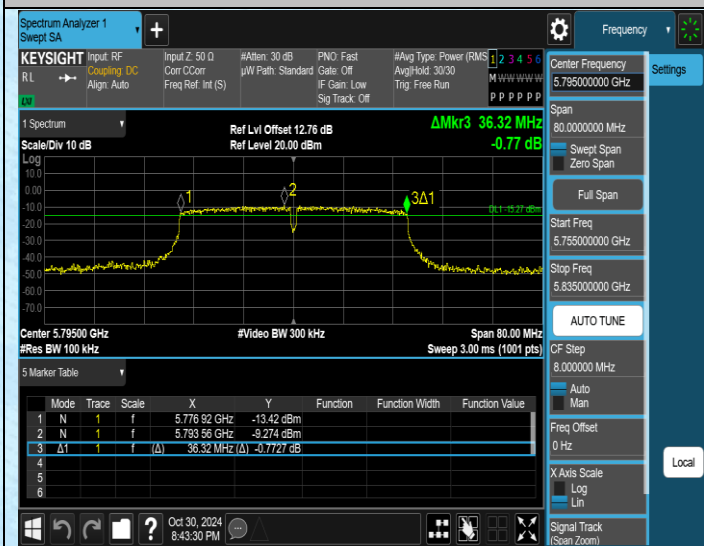 Spectrum Analyzer 1
Swept SA
Frequency
KEYSIGHT
RL
Input: RF
Coupling: DC
Align: Auto
Input Z: 50 Ω
Corr CCorr
Freq Ref: Int (S)
#Atten: 30 dB
µW Path: Standard
PNO: Fast
Gate: Off
IF Gain: Low
Sig Track: Off
#Avg Type: Power (RMS
Avg|Hold: 30/30
Trig: Free Run
1 2 3 4 5 6
M W W W W W
P P P P P P
1 Spectrum
Scale/Div 10 dB
Ref Lvl Offset 12.76 dB
Ref Level 20.00 dBm
ΔMkr3 36.32 MHz
-0.77 dB
Log
10.0
0.00
-10.0
-20.0
-30.0
-40.0
-50.0
-60.0
-70.0
1
2
3Δ1
DL1 -15.27 dBm
Center 5.79500 GHz
#Res BW 100 kHz
#Video BW 300 kHz
Span 80.00 MHz
Sweep 3.00 ms (1001 pts)
5 Marker Table
Mode Trace Scale X Y Function Function Width Function Value
1 N 1 f 5.776 92 GHz -13.42 dBm
2 N 1 f 5.793 56 GHz -9.274 dBm
3 Δ1 1 f (Δ) 36.32 MHz (Δ) -0.7727 dB
4
5
6
Oct 30, 2024
8:43:30 PM
?
Center Frequency
5.795000000 GHz
Settings
Span
80.0000000 MHz
Swept Span
Zero Span
Full Span
Start Freq
5.755000000 GHz
Stop Freq
5.835000000 GHz
AUTO TUNE
CF Step
8.000000 MHz
Auto
Man
Freq Offset
0 Hz
X Axis Scale
Log
Lin
Local
Signal Track
(Span Zoom)